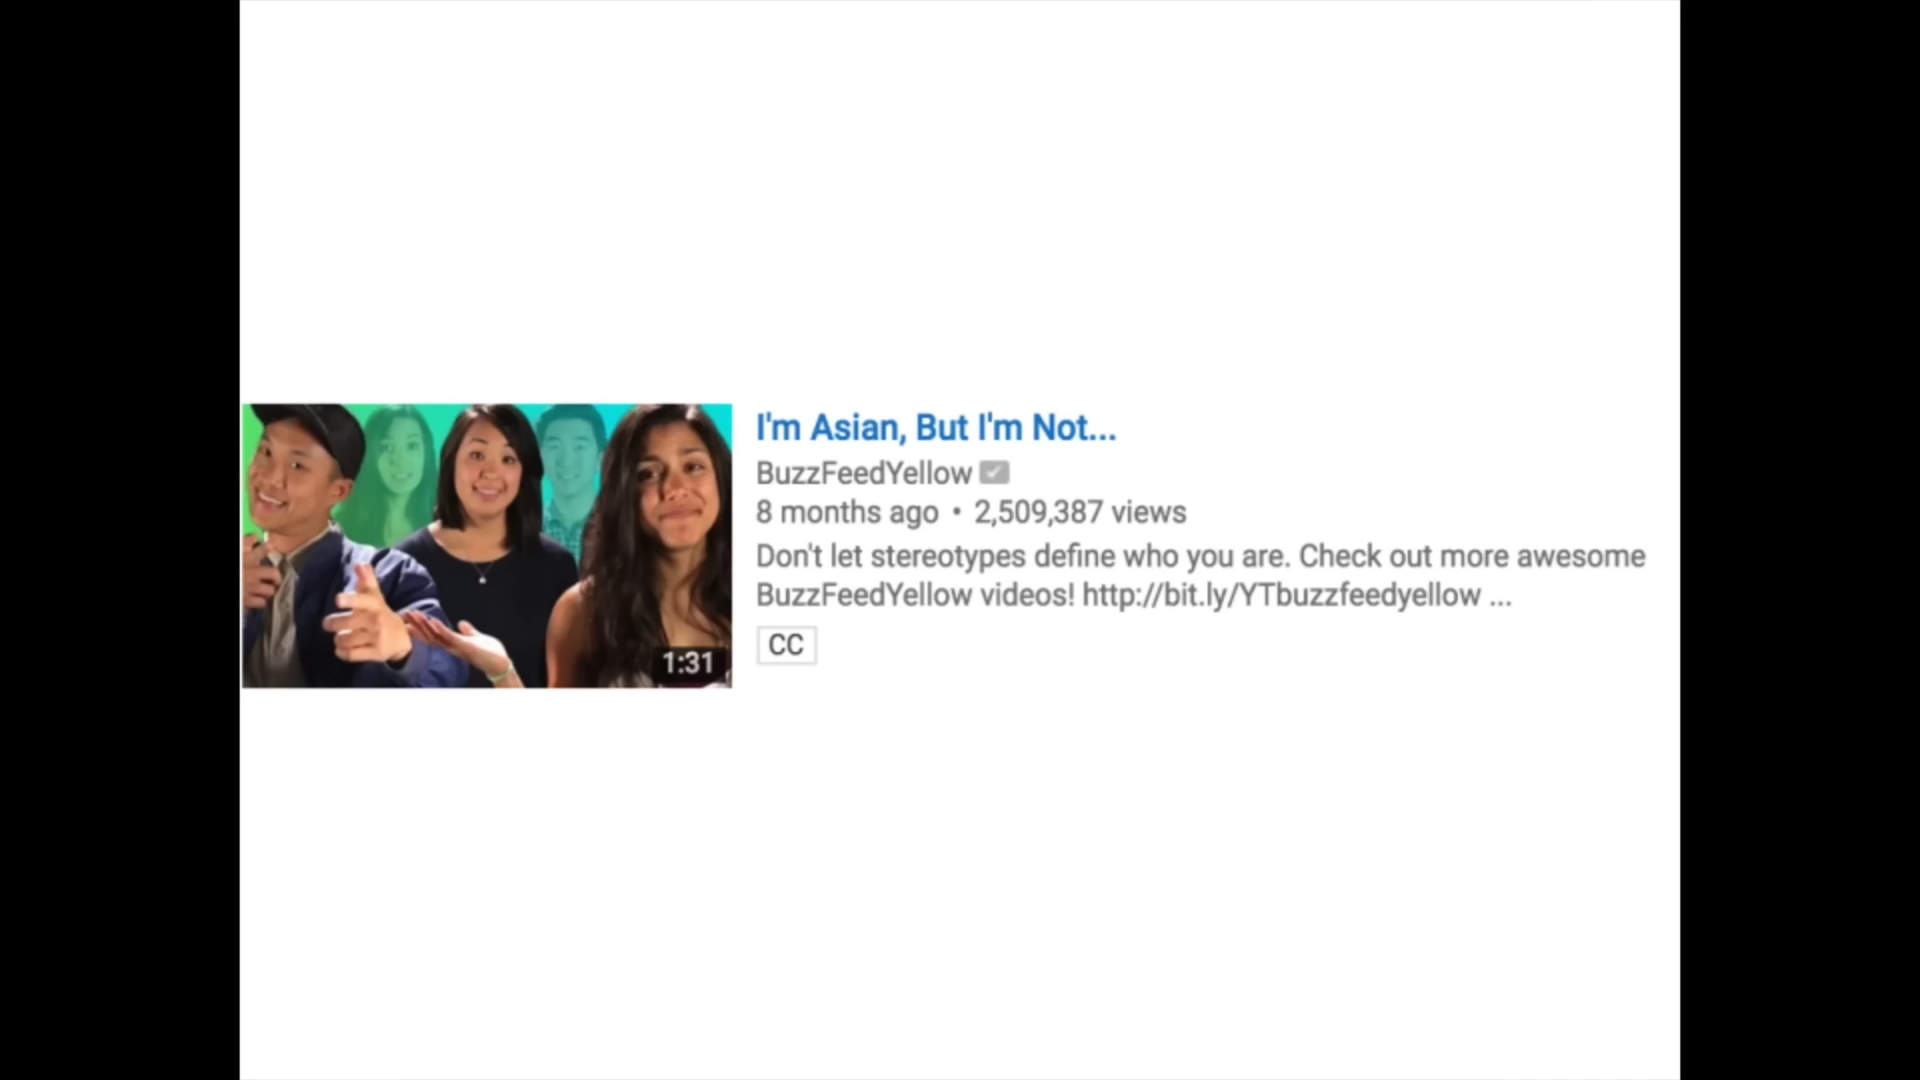 I'm Asian, But I'm Not...
BuzzFeedYellow
8 months ago • 2,509,387 views
Don't let stereotypes define who you are. Check out more awesome
BuzzFeedYellow videos! http://bit.ly/YTbuzzfeedyellow ...
CC
1:31